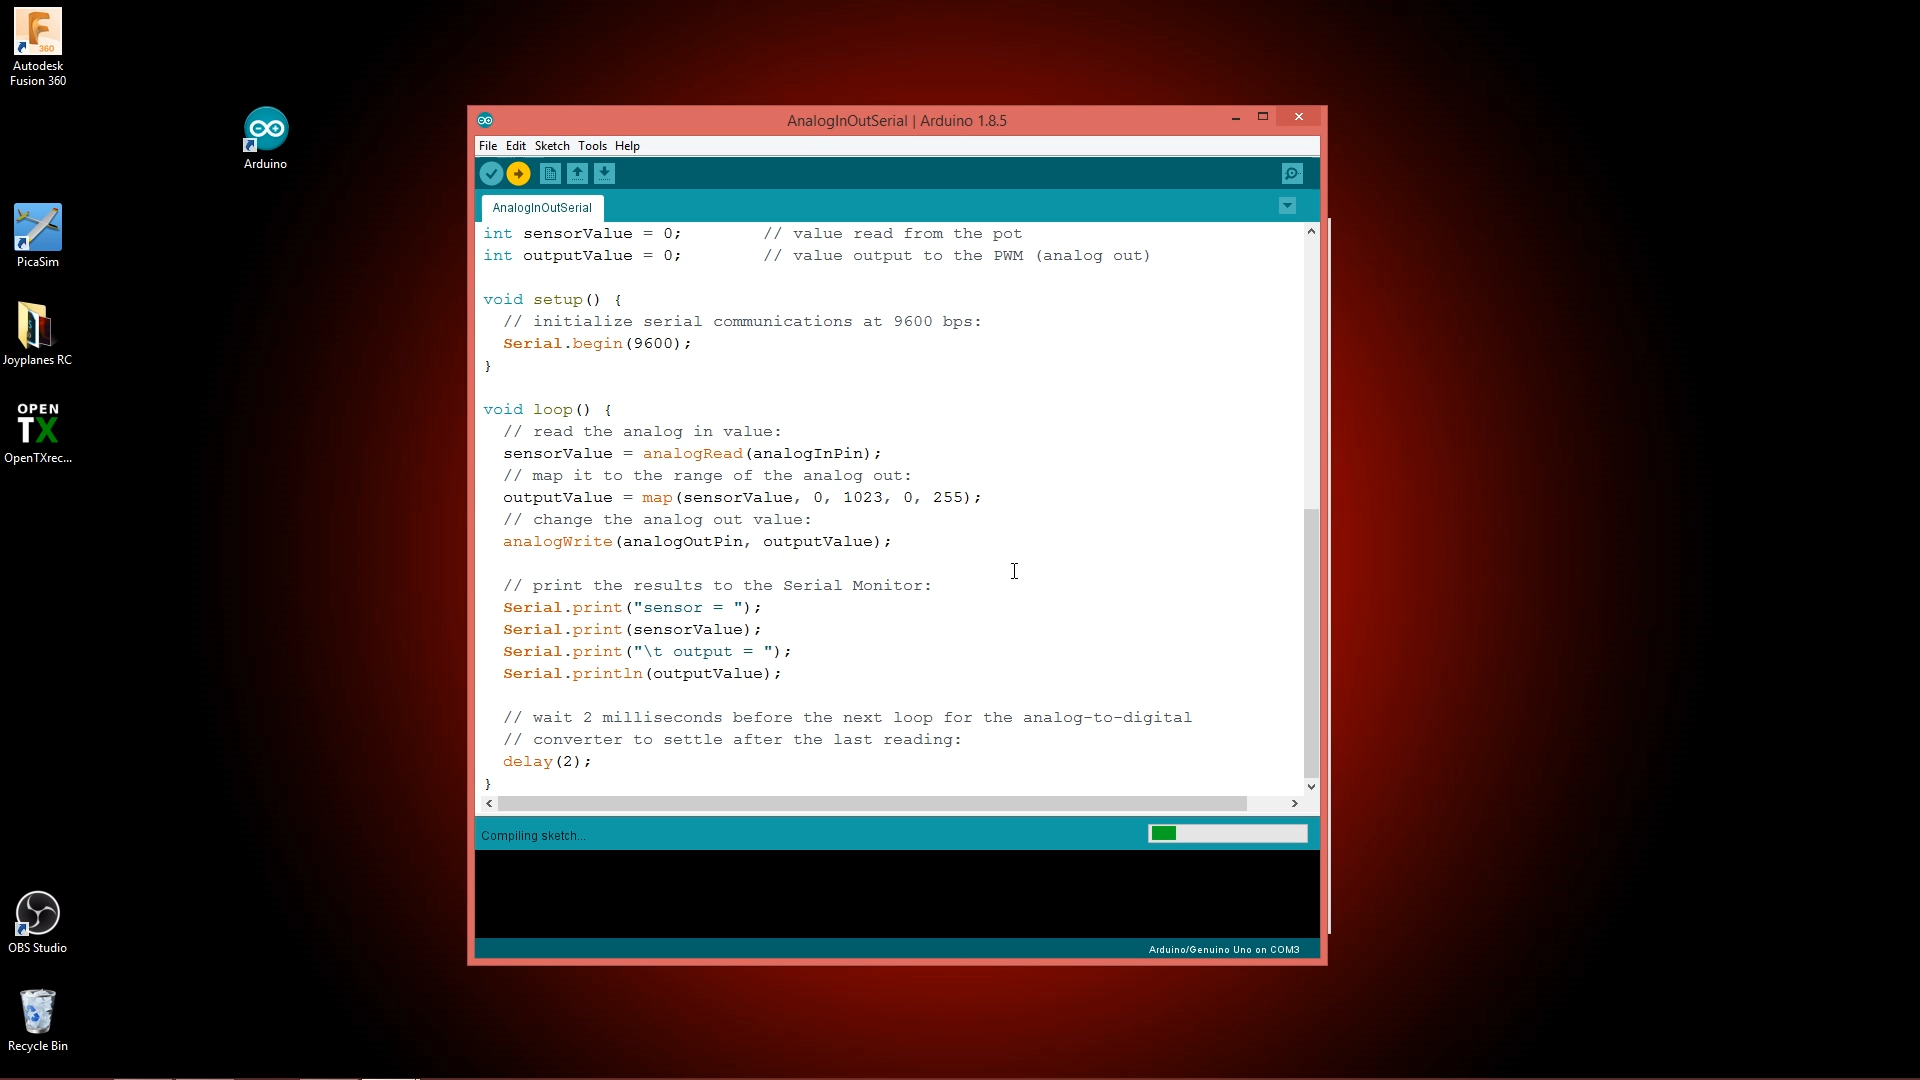 F
360
Autodesk
Fusion 360
Arduino
PicaSim
Joyplanes RC
OPEN
TX
OpenTXrec...
OBS Studio
Recycle Bin
AnalogInOutSerial | Arduino 1.8.5
File Edit Sketch Tools Help
AnalogInOutSerial
int sensorValue = 0;        // value read from the pot
int outputValue = 0;        // value output to the PWM (analog out)
void setup() {
  // initialize serial communications at 9600 bps:
  Serial.begin(9600);
}
void loop() {
  // read the analog in value:
  sensorValue = analogRead(analogInPin);
  // map it to the range of the analog out:
  outputValue = map(sensorValue, 0, 1023, 0, 255);
  // change the analog out value:
  analogWrite(analogOutPin, outputValue);
  // print the results to the Serial Monitor:
  Serial.print("sensor = ");
  Serial.print(sensorValue);
  Serial.print("\t output = ");
  Serial.println(outputValue);
  // wait 2 milliseconds before the next loop for the analog-to-digital
  // converter to settle after the last reading:
  delay(2);
}
Compiling sketch...
Arduino/Genuino Uno on COM3